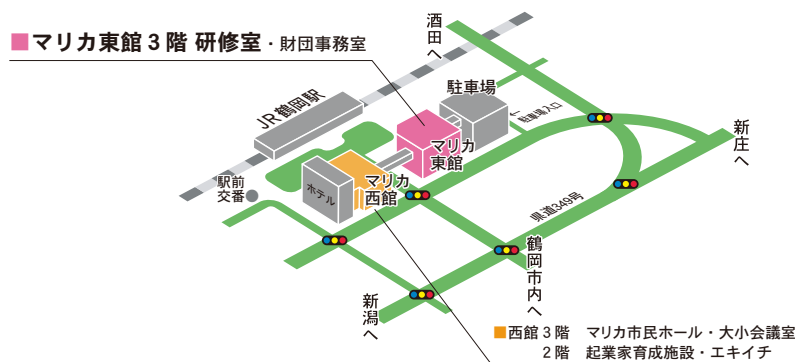 ■マリカ東館3階 研修室・財団事務室
酒田へ
JR鶴岡駅
駐車場
←駐車場入口
マリカ
東館
新庄へ
駅前
交番
ホテル
マリカ
西館
県道349号
鶴岡市内へ
新潟へ
■西館3階 マリカ市民ホール・大小会議室
2階 起業家育成施設・エキイチ